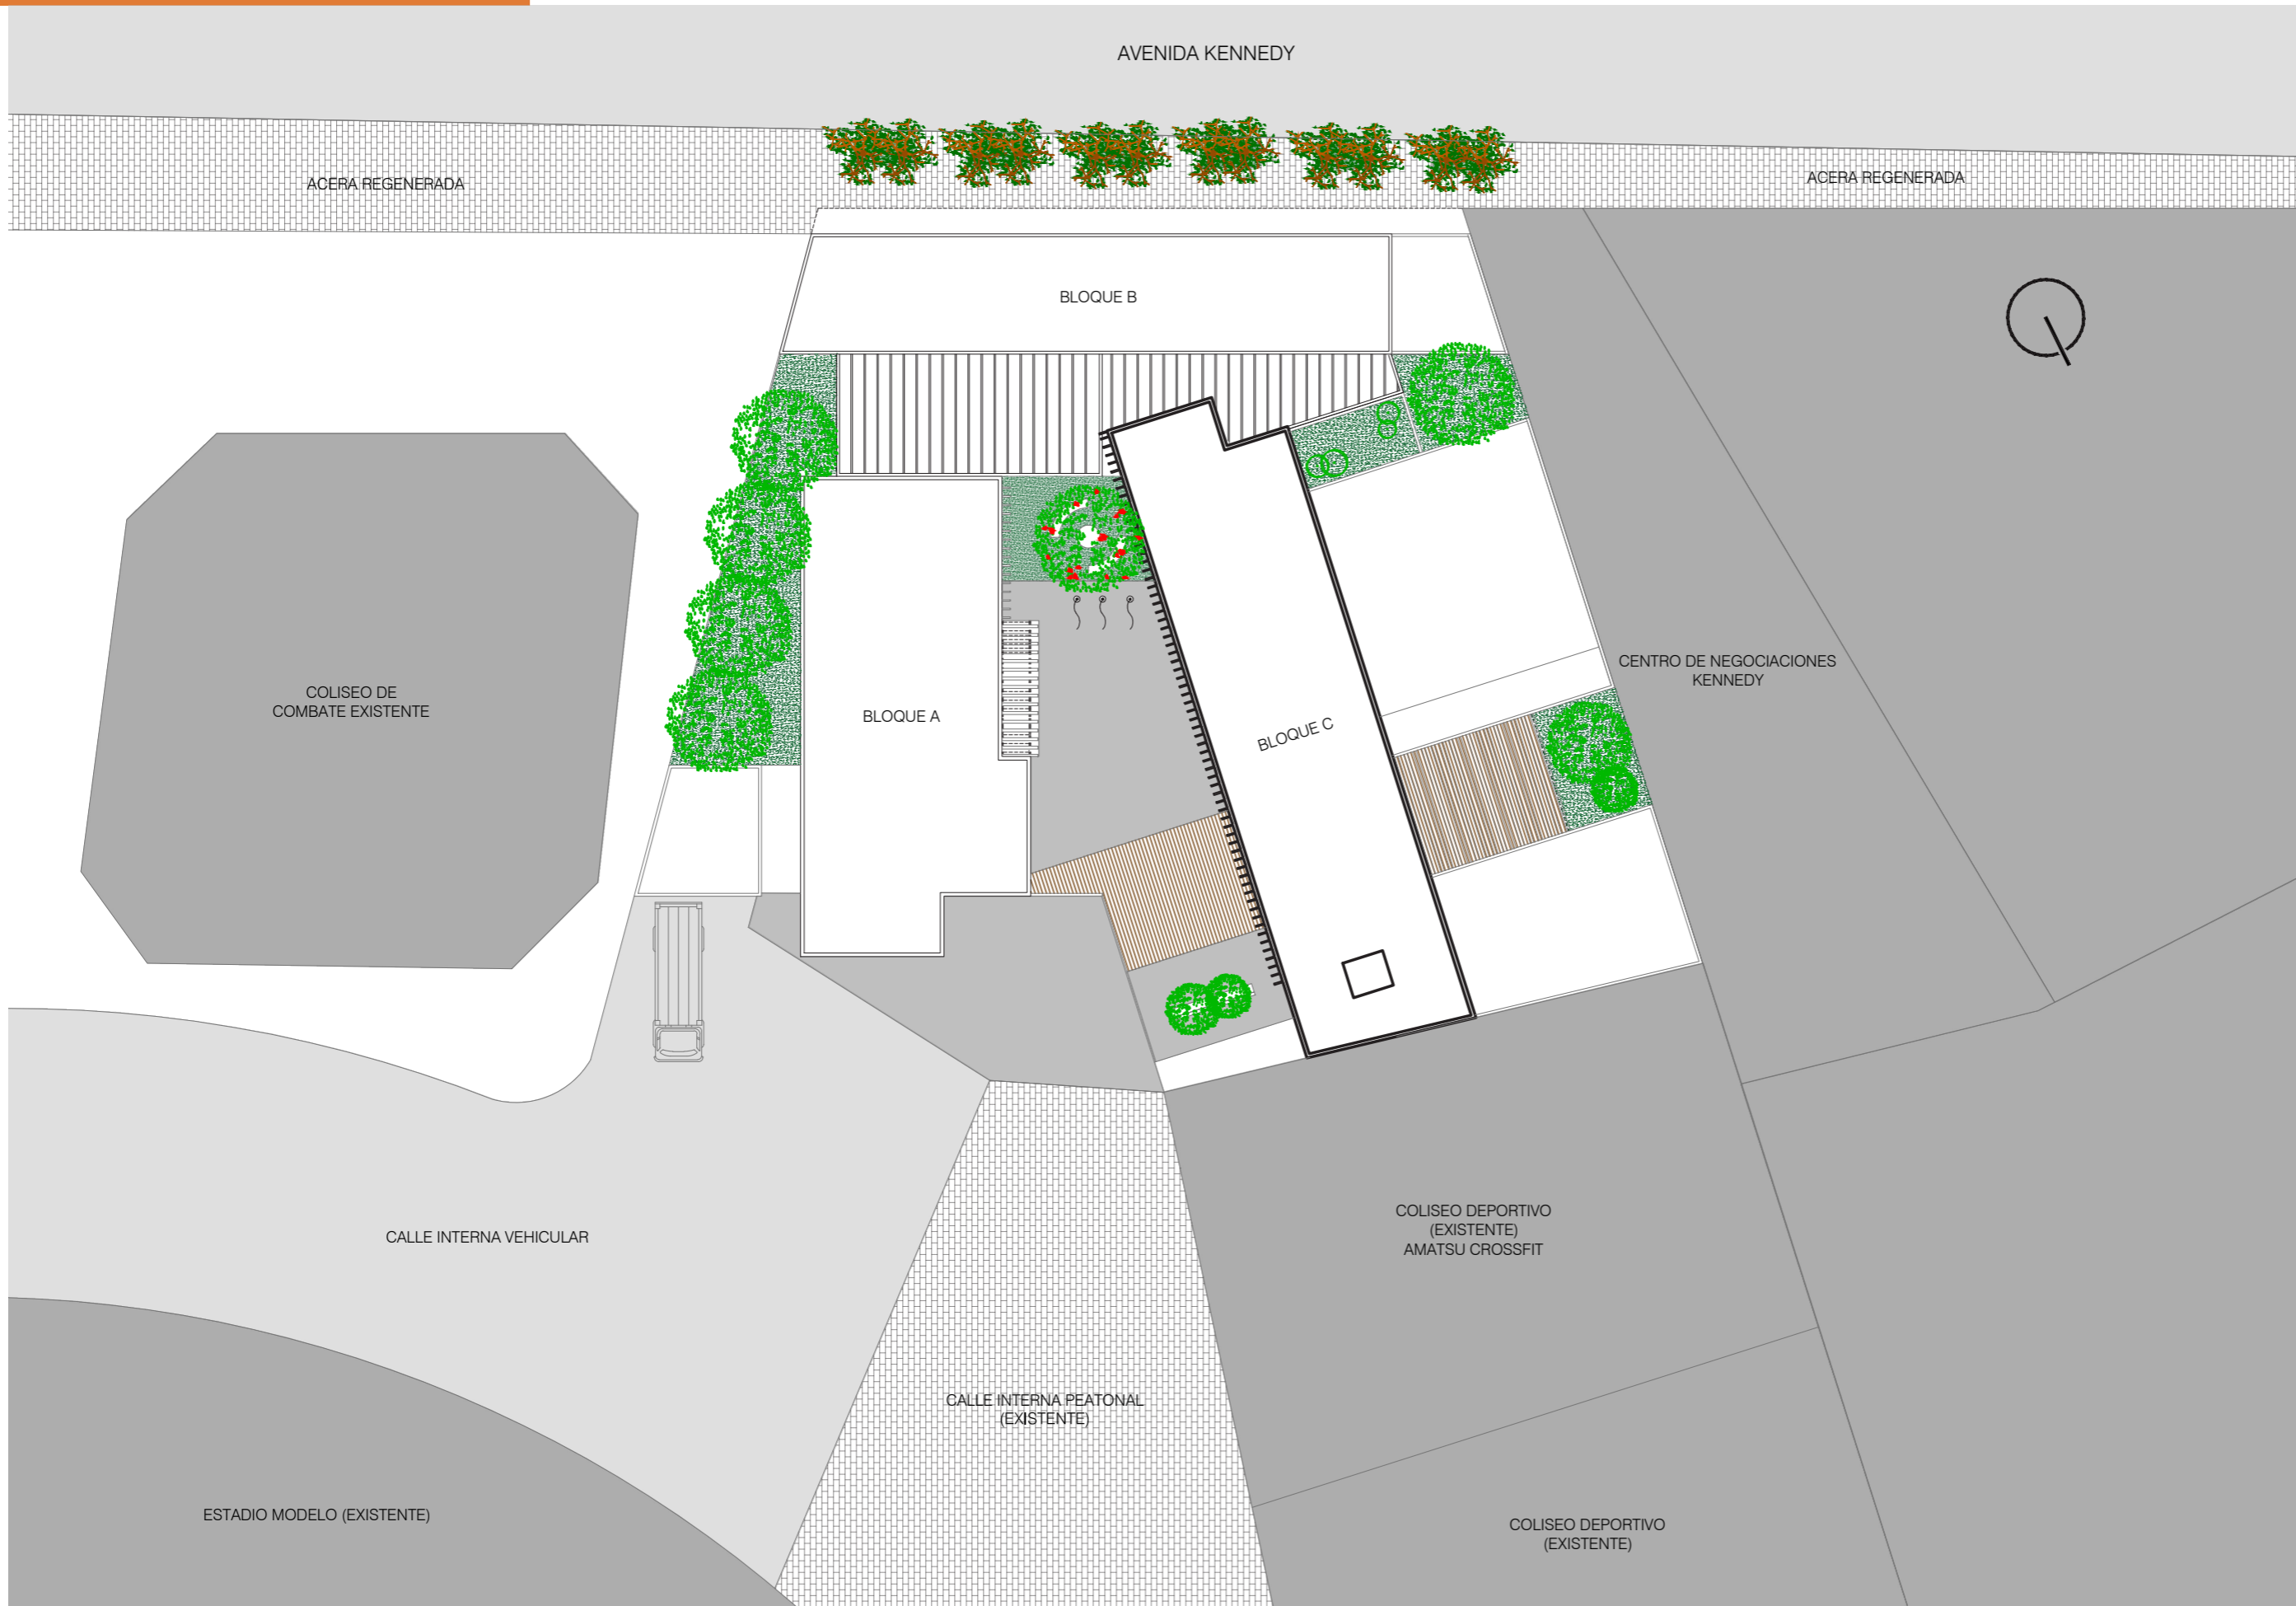 AVENIDA KENNEDY
ACERA REGENERADA
ACERA REGENERADA
BLOQUE B
COLISEO DE
COMBATE EXISTENTE
BLOQUE A
BLOQUE C
CENTRO DE NEGOCIACIONES
KENNEDY
CALLE INTERNA VEHICULAR
COLISEO DEPORTIVO
(EXISTENTE)
AMATSU CROSSFIT
CALLE INTERNA PEATONAL
(EXISTENTE)
ESTADIO MODELO (EXISTENTE)
COLISEO DEPORTIVO
(EXISTENTE)